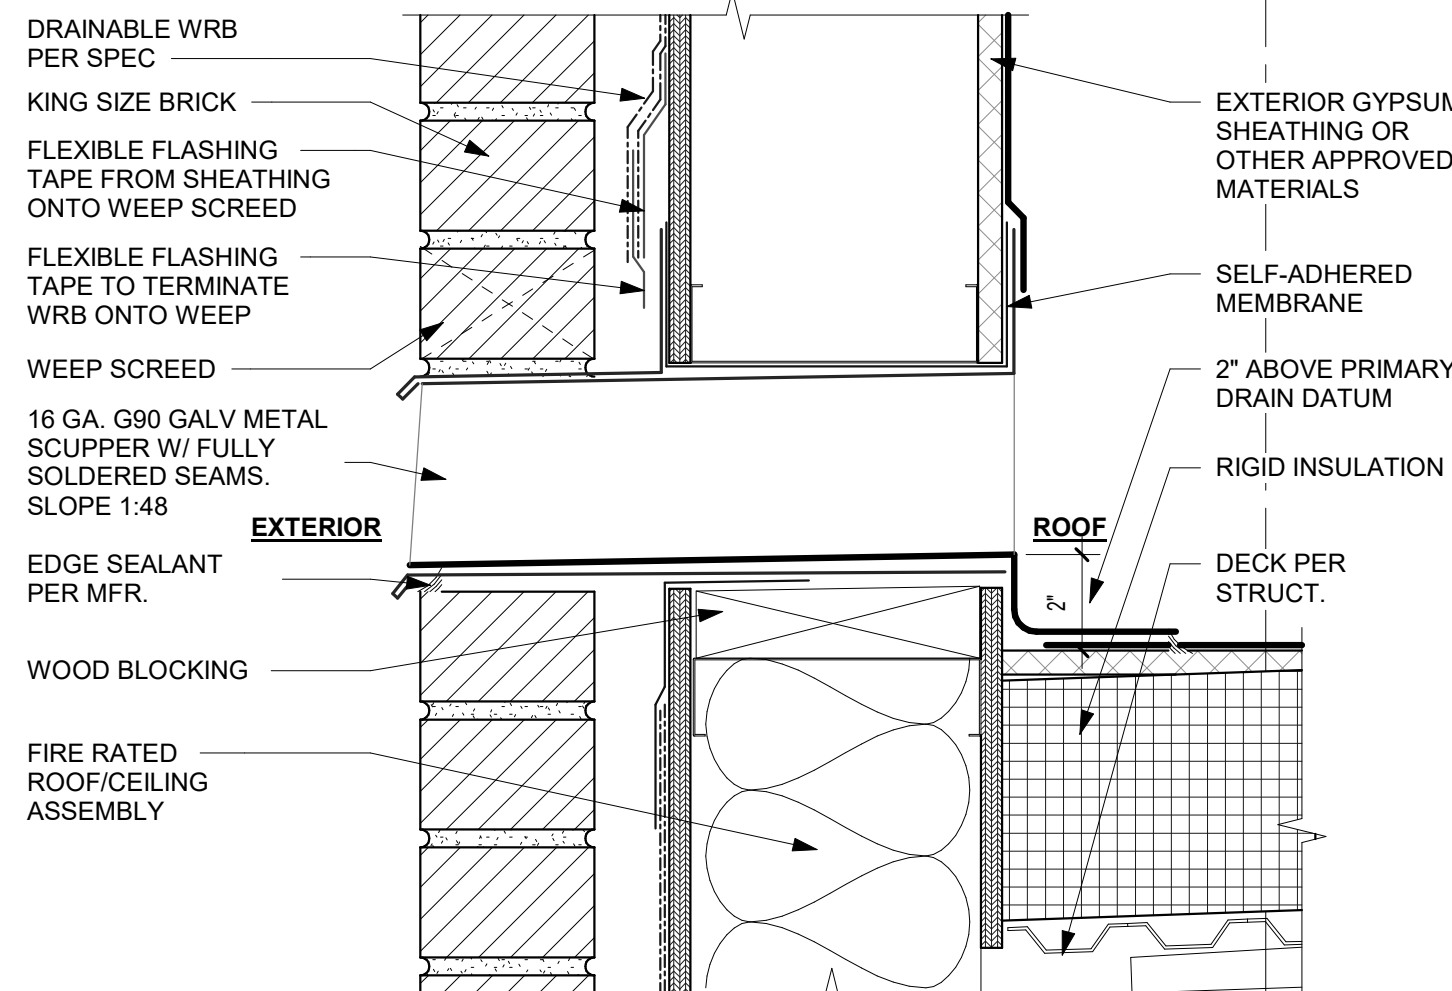 DRAINABLE WRB
PER SPEC
KING SIZE BRICK
FLEXIBLE FLASHING
TAPE FROM SHEATHING
ONTO WEEP SCREED
FLEXIBLE FLASHING
TAPE TO TERMINATE
WRB ONTO WEEP
WEEP SCREED
16 GA. G90 GALV METAL
SCUPPER W/ FULLY
SOLDERED SEAMS.
SLOPE 1:48
EXTERIOR
EDGE SEALANT
PER MFR.
WOOD BLOCKING
FIRE RATED
ROOF/CEILING
ASSEMBLY
EXTERIOR GYPSUM
SHEATHING OR
OTHER APPROVED
MATERIALS
SELF-ADHERED
MEMBRANE
2" ABOVE PRIMARY
DRAIN DATUM
RIGID INSULATION
ROOF
DECK PER
STRUCT.
2"